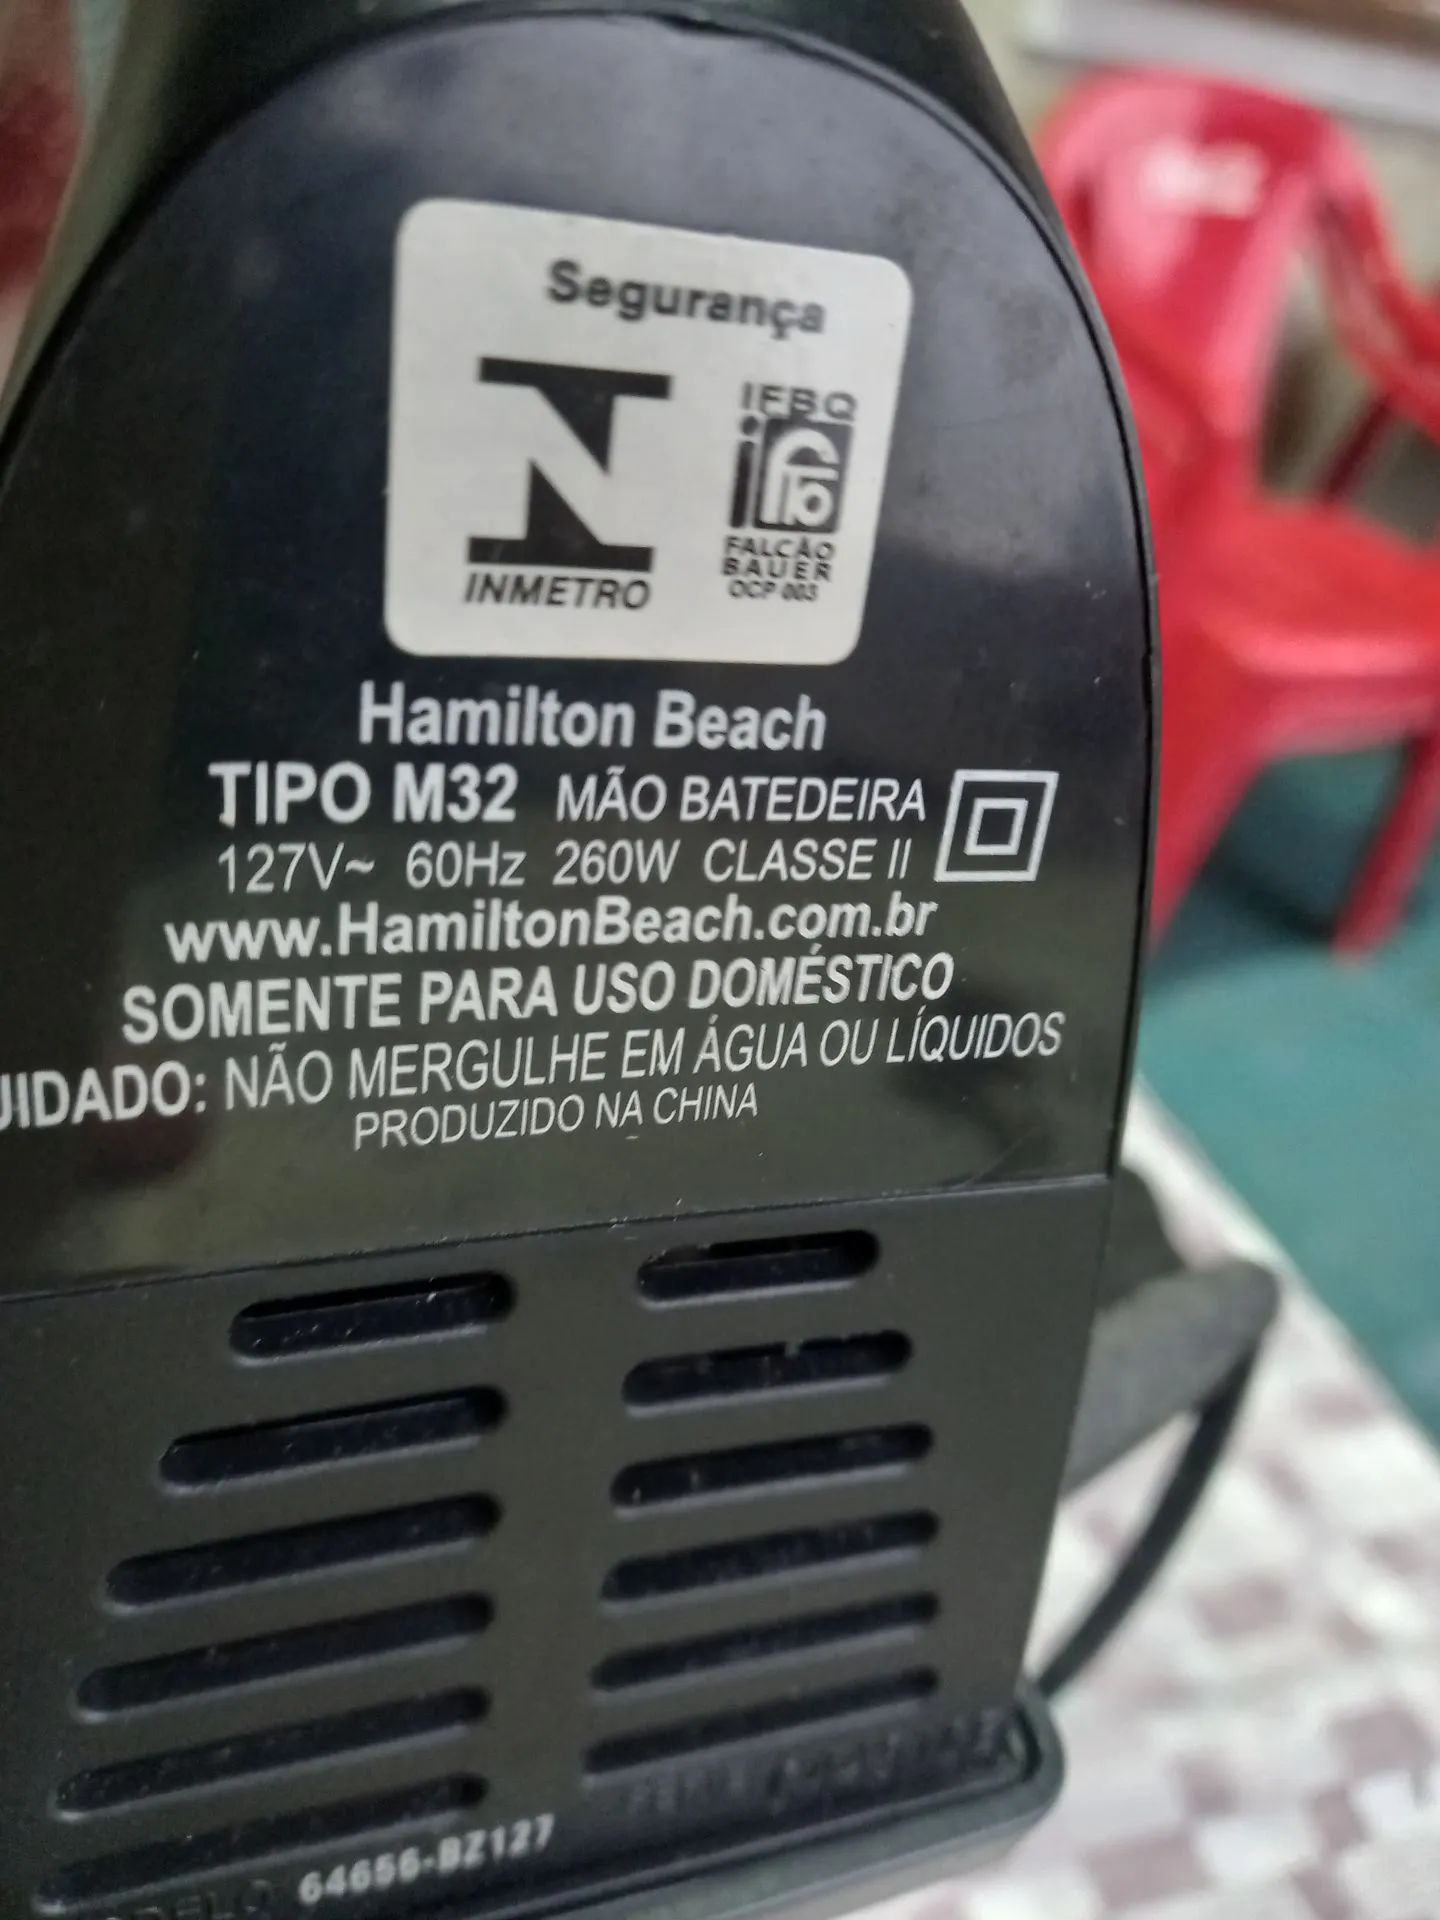 Segurança
IFBQ
FALCÃO
BAUER
OCP 003
INMETRO
Hamilton Beach
TIPO M32 MÃO BATEDEIRA
127V~ 60Hz 260W CLASSE II
www.HamiltonBeach.com.br
SOMENTE PARA USO DOMÉSTICO
UIDADO: NÃO MERGULHE EM ÁGUA OU LÍQUIDOS
PRODUZIDO NA CHINA
64656-BZ127